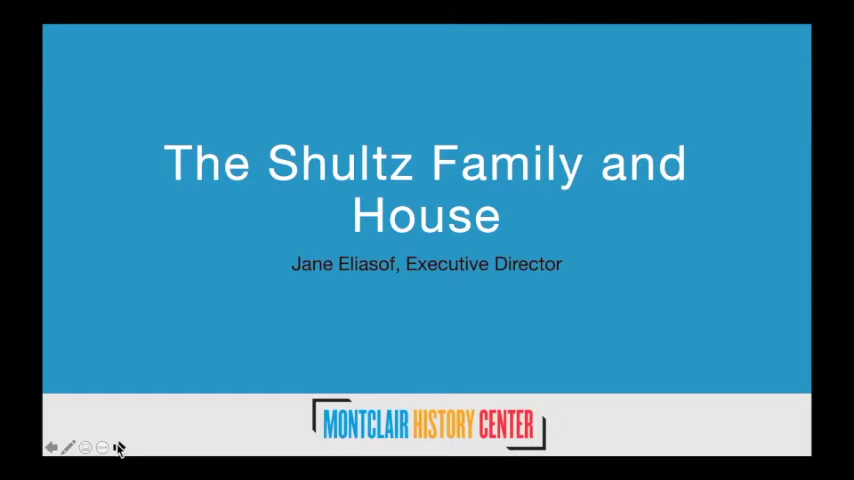 The Shultz Family and
House
Jane Eliasof, Executive Director
MONTCLAIR HISTORY CENTER